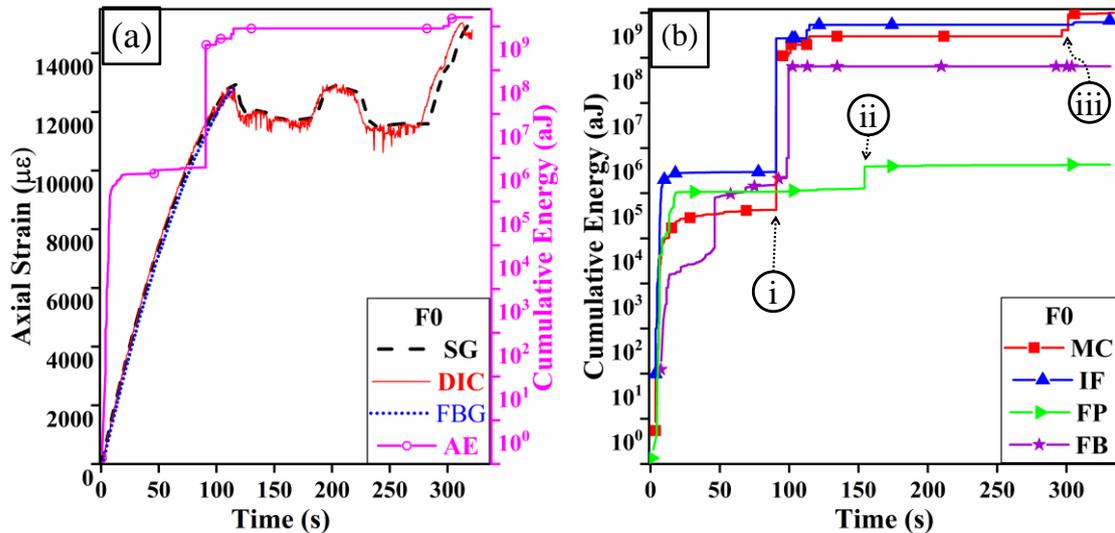 (a)
14000
12000
10000
8000
6000
4000
2000
0
Axial Strain (με)
0 50 100 150 200 250 300
Time (s)
10⁹
10⁸
10⁷
10⁶
10⁵
10⁴
10³
10²
10¹
10⁰
Cumulative Energy (aJ)
F0
SG
DIC
FBG
AE
(b)
10⁹
10⁸
10⁷
10⁶
10⁵
10⁴
10³
10²
10¹
10⁰
Cumulative Energy (aJ)
0 50 100 150 200 250 300
Time (s)
i
ii
iii
F0
MC
IF
FP
FB